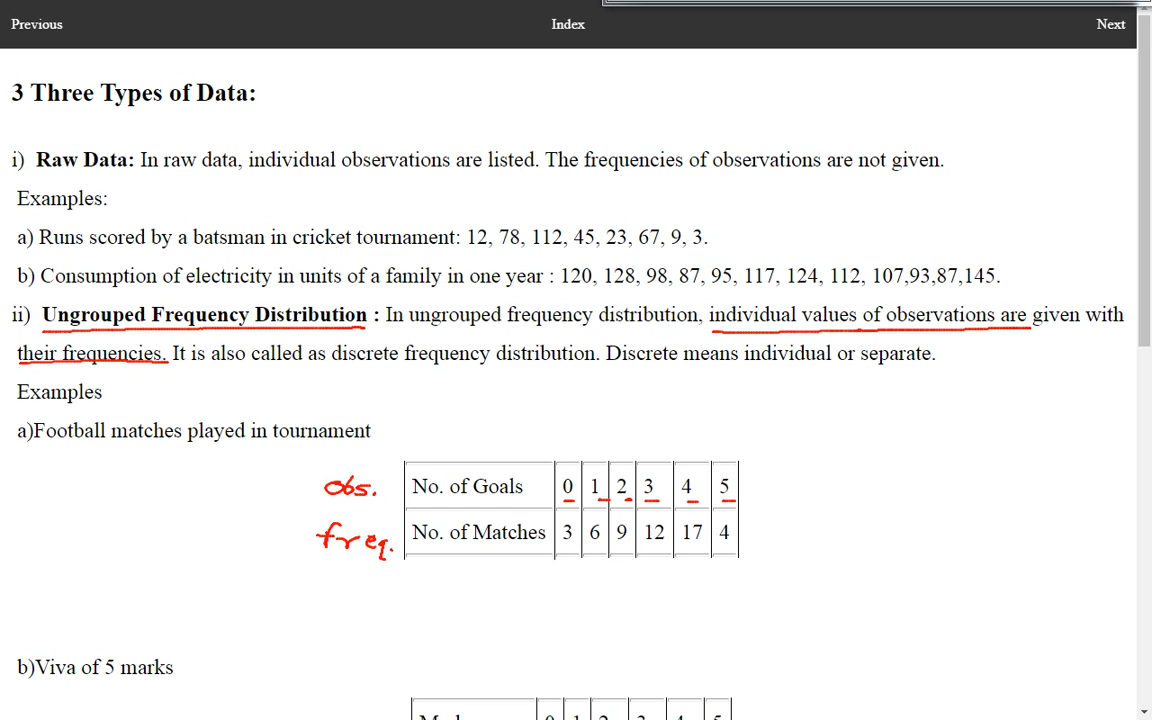 Previous Index Next
3 Three Types of Data:
i) Raw Data: In raw data, individual observations are listed. The frequencies of observations are not given.
Examples:
a) Runs scored by a batsman in cricket tournament: 12, 78, 112, 45, 23, 67, 9, 3.
b) Consumption of electricity in units of a family in one year : 120, 128, 98, 87, 95, 117, 124, 112, 107,93,87,145.
ii) Ungrouped Frequency Distribution : In ungrouped frequency distribution, individual values of observations are given with
their frequencies. It is also called as discrete frequency distribution. Discrete means individual or separate.
Examples
a)Football matches played in tournament
obs. No. of Goals 0 1 2 3 4 5
freq. No. of Matches 3 6 9 12 17 4
b)Viva of 5 marks